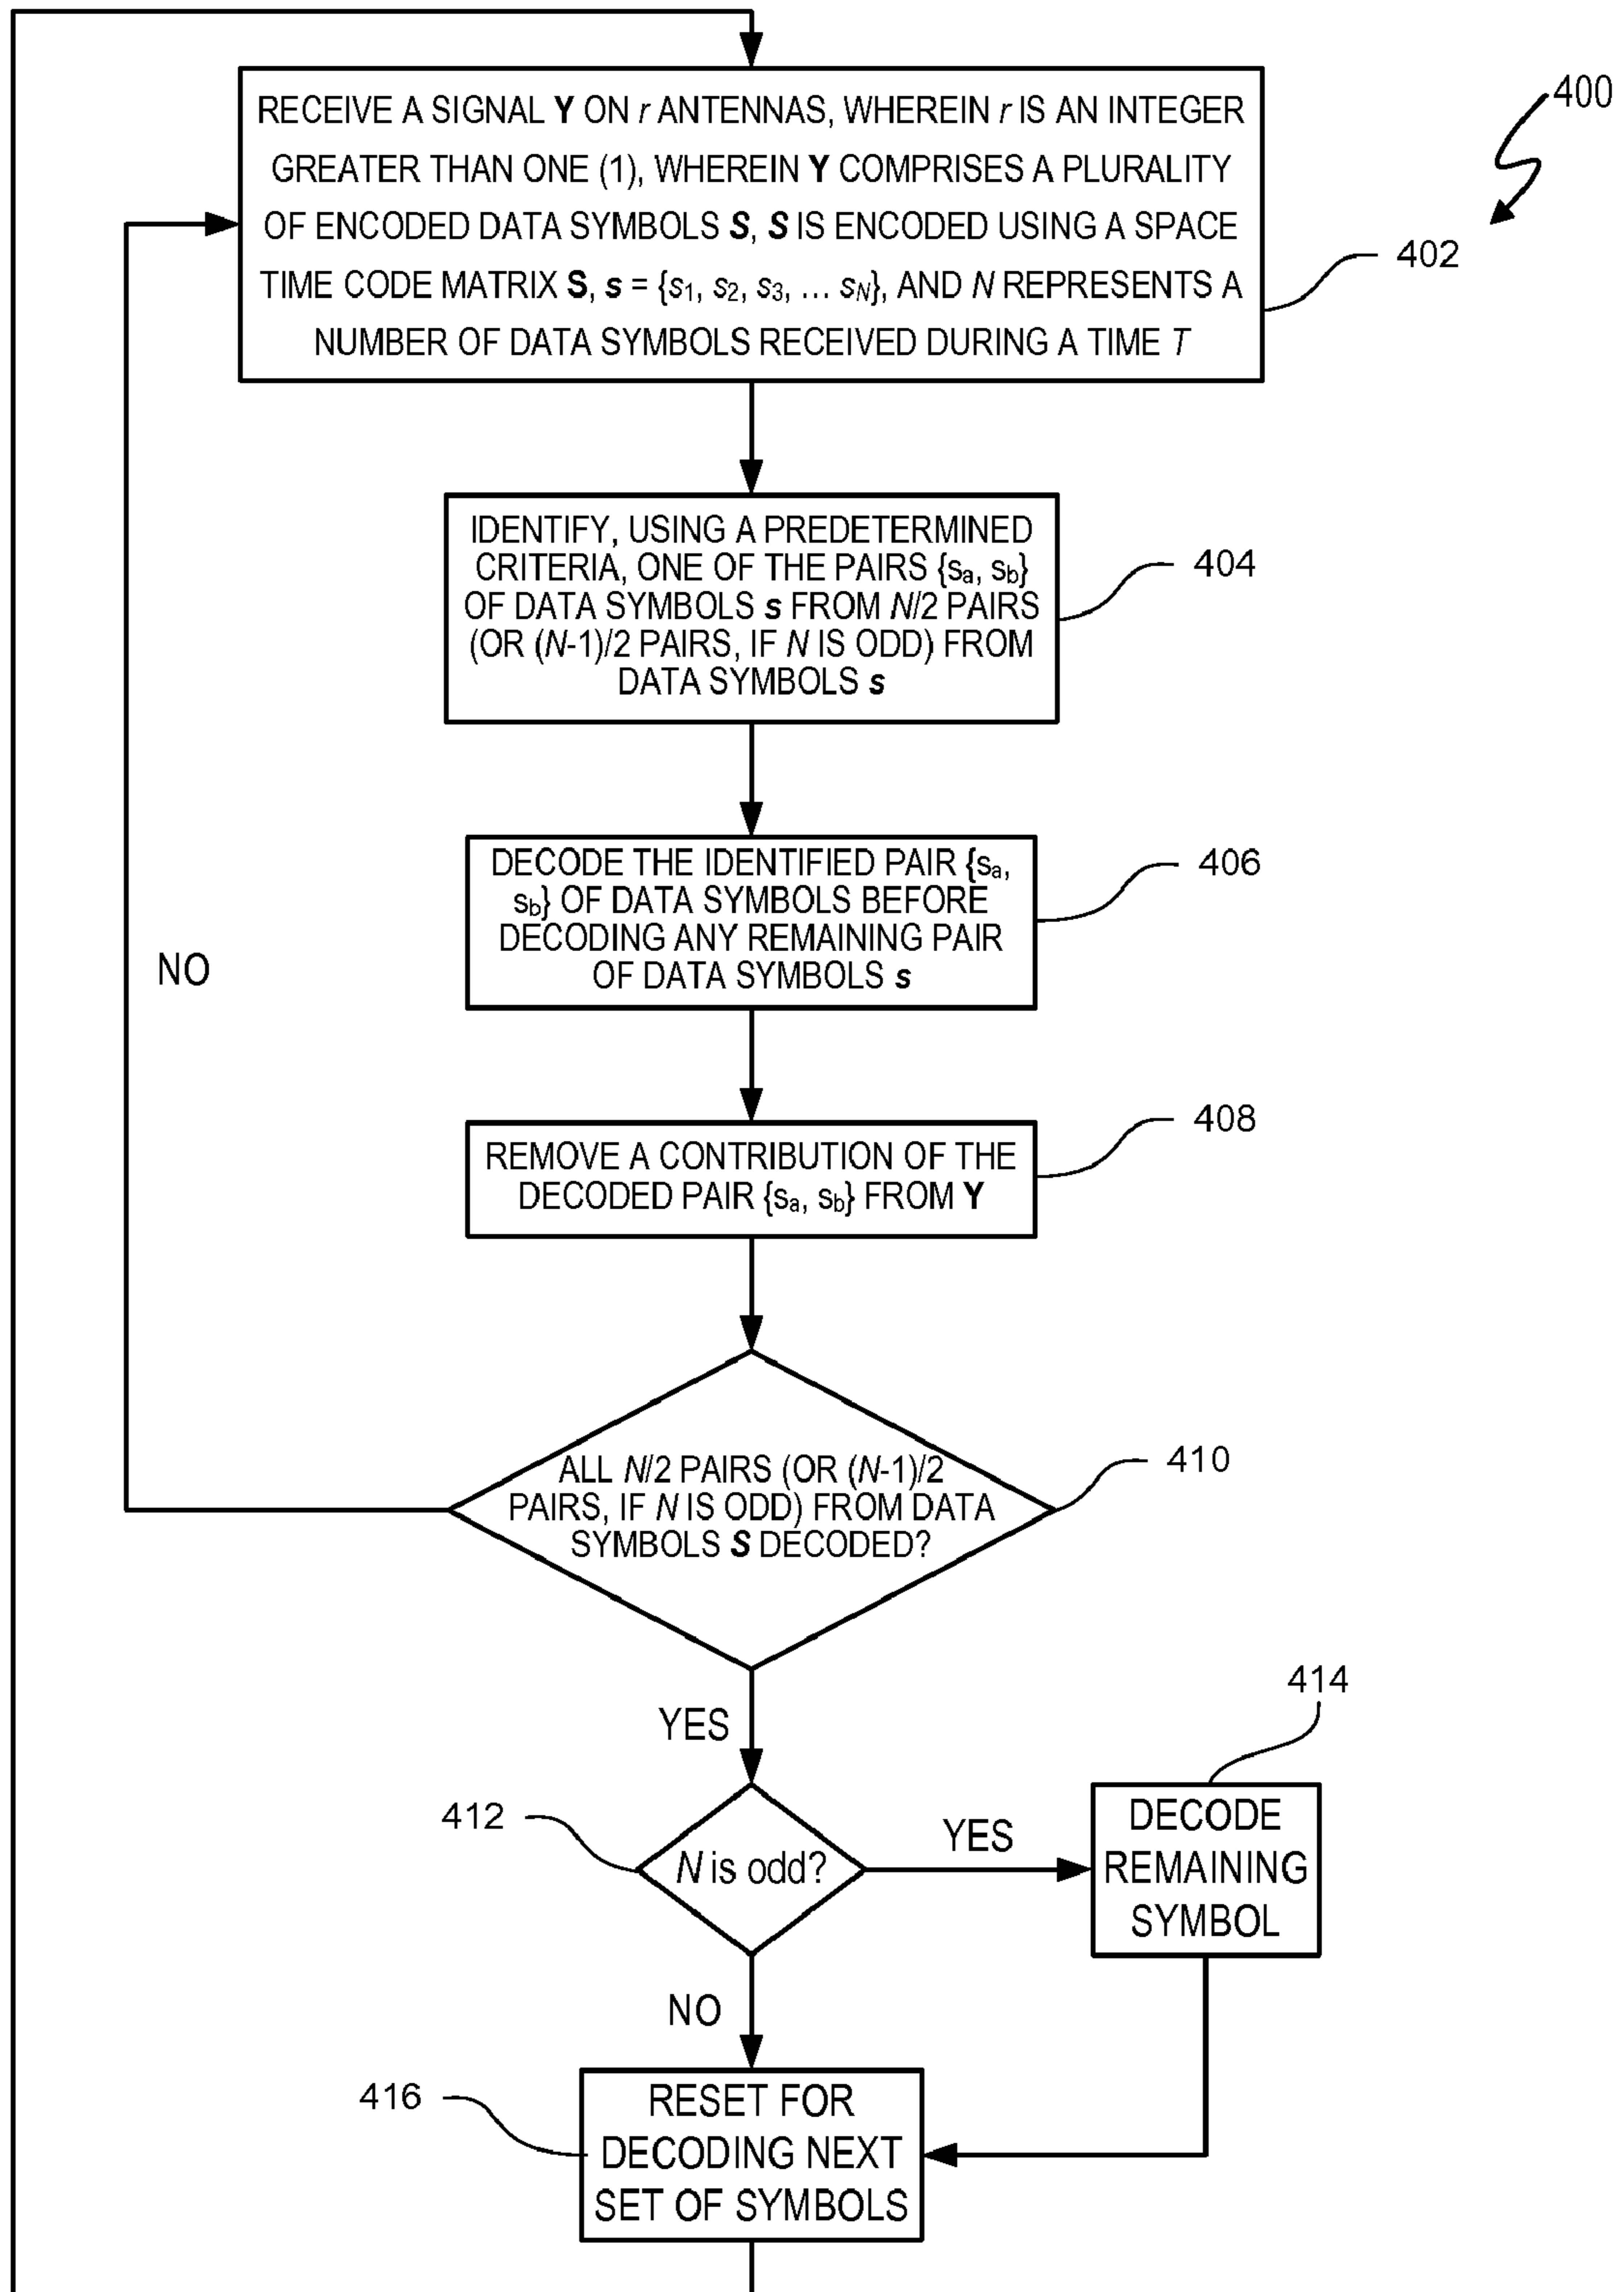 400
RECEIVE A SIGNAL Y ON r ANTENNAS, WHEREIN r IS AN INTEGER
GREATER THAN ONE (1), WHEREIN Y COMPRISES A PLURALITY
OF ENCODED DATA SYMBOLS S, S IS ENCODED USING A SPACE
TIME CODE MATRIX S, s = {s1, s2, s3, ... sN}, AND N REPRESENTS A
NUMBER OF DATA SYMBOLS RECEIVED DURING A TIME T
402
IDENTIFY, USING A PREDETERMINED
CRITERIA, ONE OF THE PAIRS {sa, sb}
OF DATA SYMBOLS s FROM N/2 PAIRS
(OR (N-1)/2 PAIRS, IF N IS ODD) FROM
DATA SYMBOLS s
404
DECODE THE IDENTIFIED PAIR {sa,
sb} OF DATA SYMBOLS BEFORE
DECODING ANY REMAINING PAIR
OF DATA SYMBOLS s
406
NO
REMOVE A CONTRIBUTION OF THE
DECODED PAIR {sa, sb} FROM Y
408
ALL N/2 PAIRS (OR (N-1)/2
PAIRS, IF N IS ODD) FROM DATA
SYMBOLS S DECODED?
410
YES
412
N is odd?
YES
414
DECODE
REMAINING
SYMBOL
NO
416
RESET FOR
DECODING NEXT
SET OF SYMBOLS